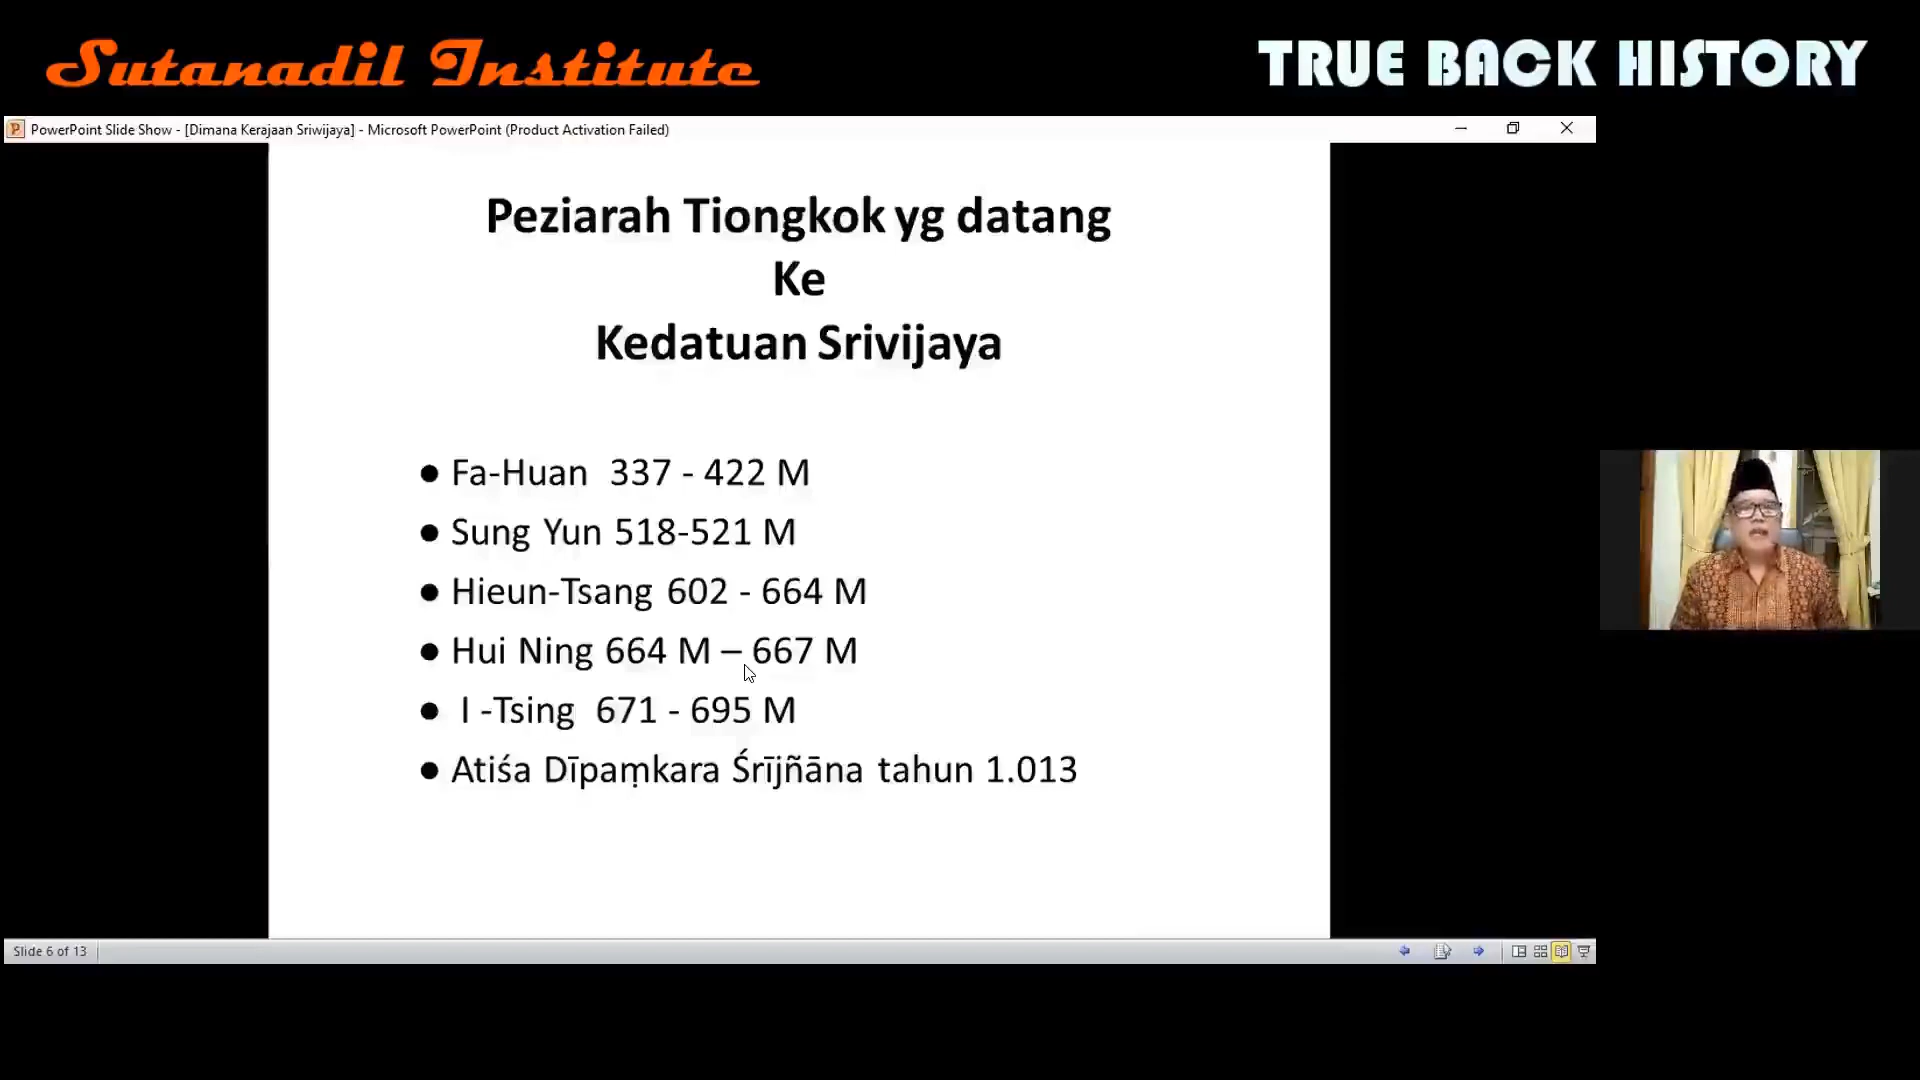 Sutanadil Institute
TRUE BACK HISTORY
PowerPoint Slide Show - [Dimana Kerajaan Sriwijaya] - Microsoft PowerPoint (Product Activation Failed)
Peziarah Tiongkok yg datang
Ke
Kedatuan Srivijaya
● Fa-Huan 337 - 422 M
● Sung Yun 518-521 M
● Hieun-Tsang 602 - 664 M
● Hui Ning 664 M – 667 M
● I -Tsing 671 - 695 M
● Atiśa Dīpaṃkara Śrījñāna tahun 1.013
Slide 6 of 13